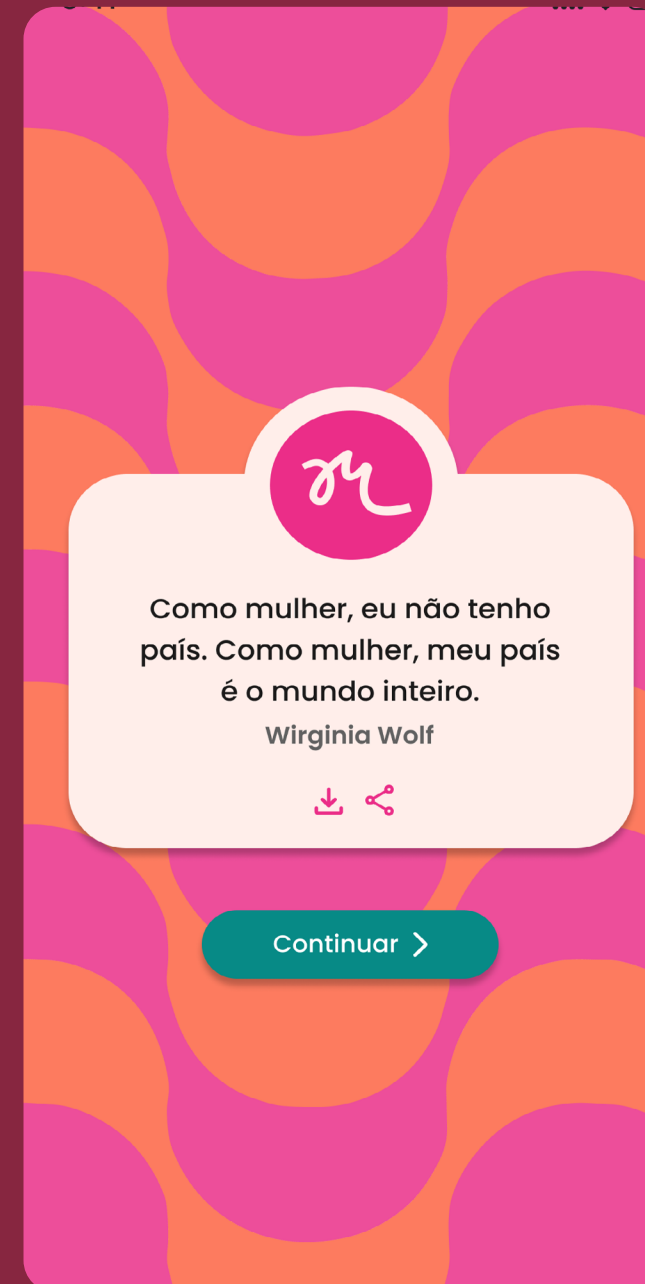 Como mulher, eu não tenho
país. Como mulher, meu país
é o mundo inteiro.
Wirginia Wolf
Continuar